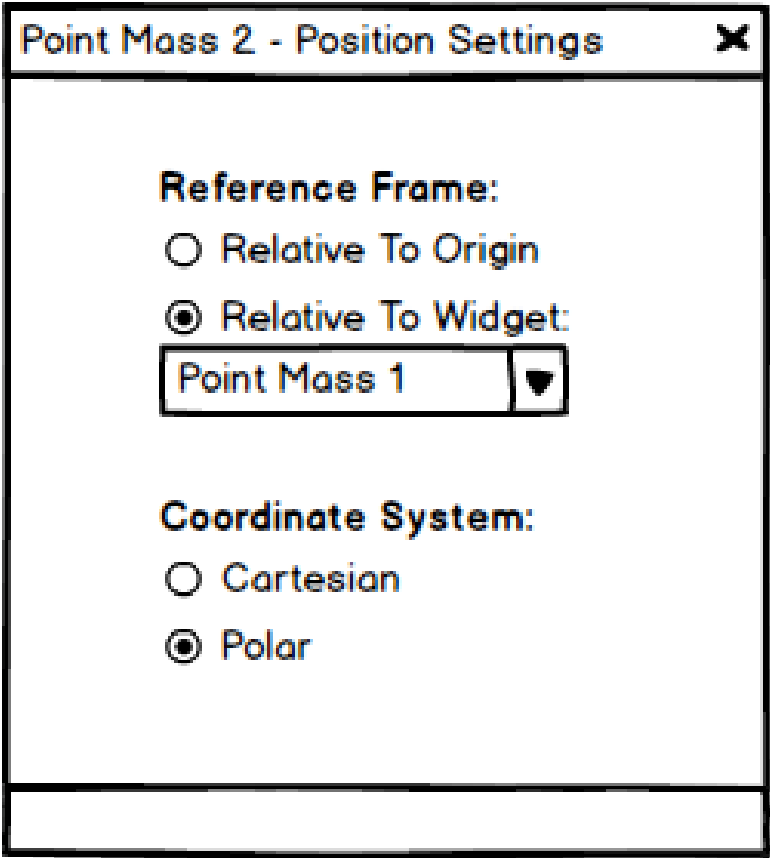 Point Mass 2 - Position Settings
Reference Frame:
Relative To Origin
Relative To Widget:
Point Mass 1
Coordinate System:
Cartesian
Polar